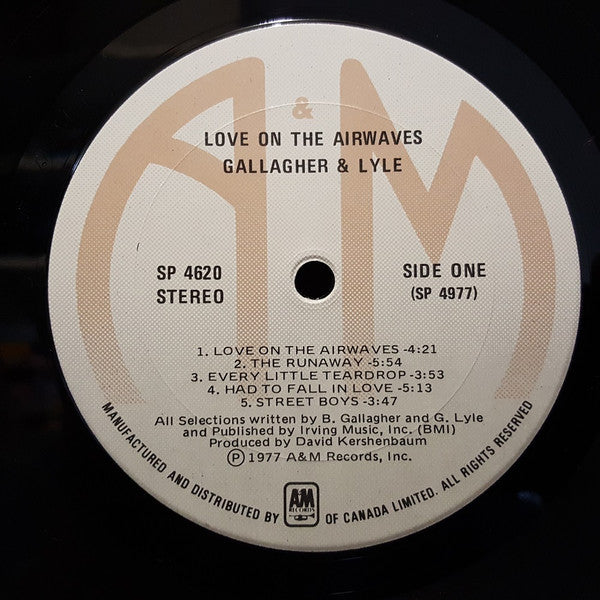 A&M
LOVE ON THE AIRWAVES
GALLAGHER & LYLE
SP 4620
STEREO
SIDE ONE
(SP 4977)
1. LOVE ON THE AIRWAVES -4:21
2. THE RUNAWAY -5:54
3. EVERY LITTLE TEARDROP -3:53
4. HAD TO FALL IN LOVE -5:13
5. STREET BOYS -3:47
All Selections written by B. Gallagher and G. Lyle
and Published by Irving Music, Inc. (BMI)
Produced by David Kershenbaum
Ⓟ 1977 A&M Records, Inc.
MANUFACTURED AND DISTRIBUTED BY AM RECORDS OF CANADA LIMITED. ALL RIGHTS RESERVED